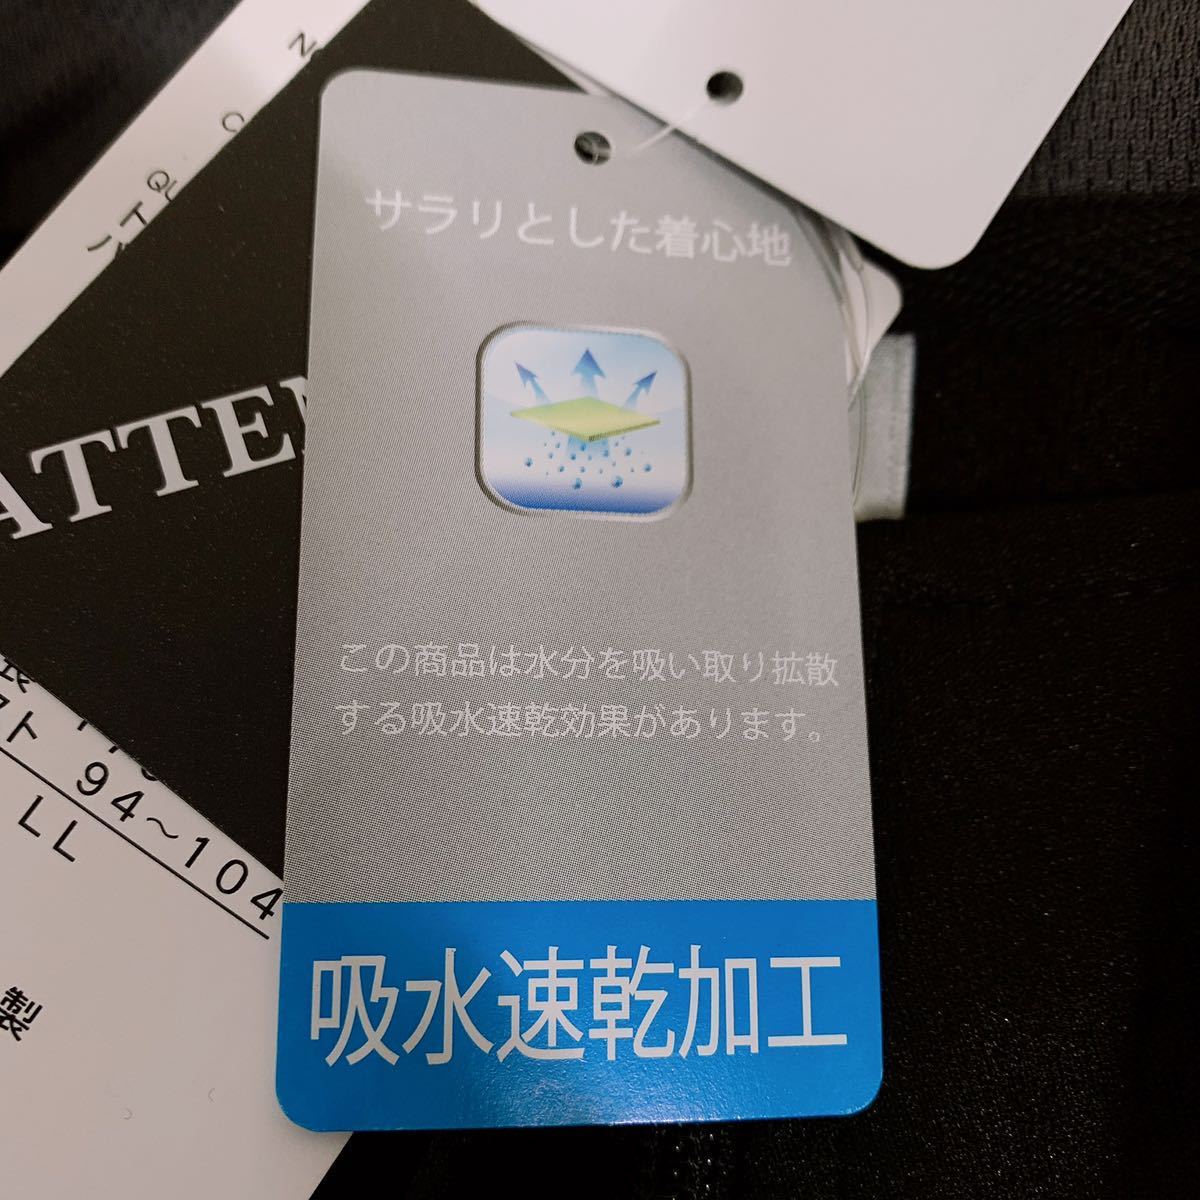 サラリとした着心地
この商品は水分を吸い取り拡散
する吸水速乾効果があります。
吸水速乾加工
94～104
LL
製